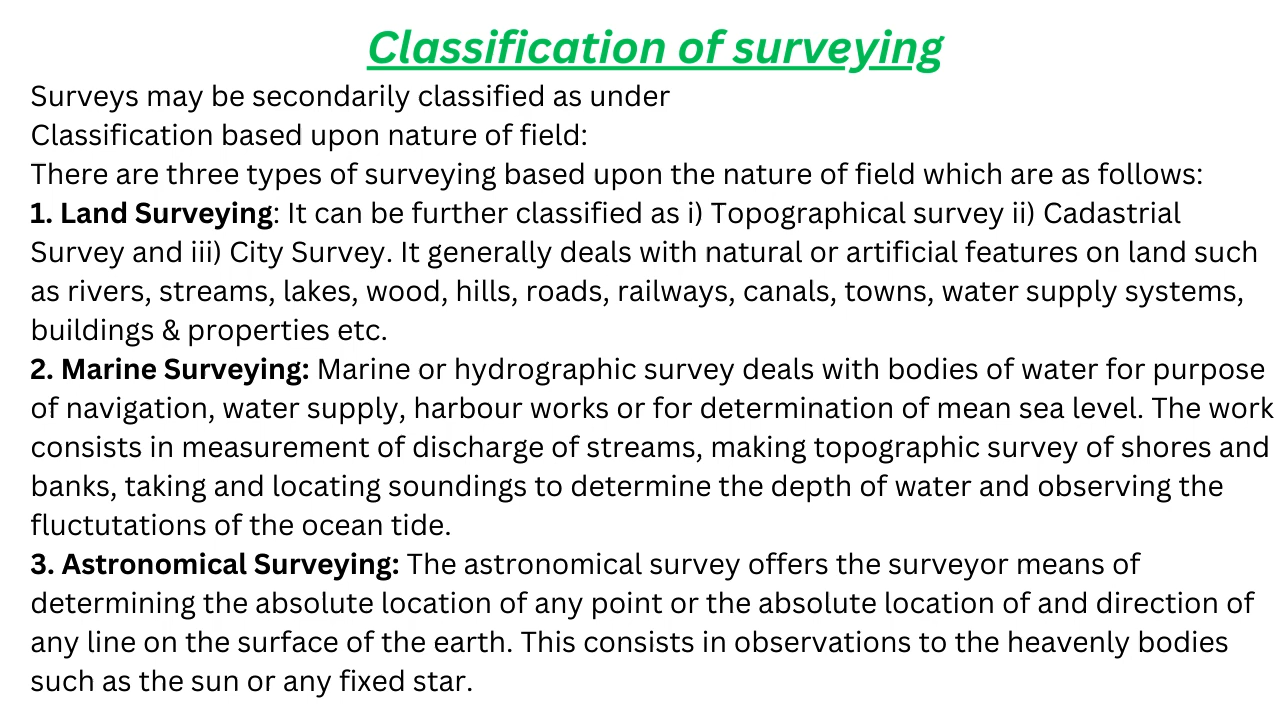 Classification of surveying
Surveys may be secondarily classified as under
Classification based upon nature of field:
There are three types of surveying based upon the nature of field which are as follows:
1. Land Surveying: It can be further classified as i) Topographical survey ii) Cadastrial
Survey and iii) City Survey. It generally deals with natural or artificial features on land such
as rivers, streams, lakes, wood, hills, roads, railways, canals, towns, water supply systems,
buildings & properties etc.
2. Marine Surveying: Marine or hydrographic survey deals with bodies of water for purpose
of navigation, water supply, harbour works or for determination of mean sea level. The work
consists in measurement of discharge of streams, making topographic survey of shores and
banks, taking and locating soundings to determine the depth of water and observing the
fluctutations of the ocean tide.
3. Astronomical Surveying: The astronomical survey offers the surveyor means of
determining the absolute location of any point or the absolute location of and direction of
any line on the surface of the earth. This consists in observations to the heavenly bodies
such as the sun or any fixed star.